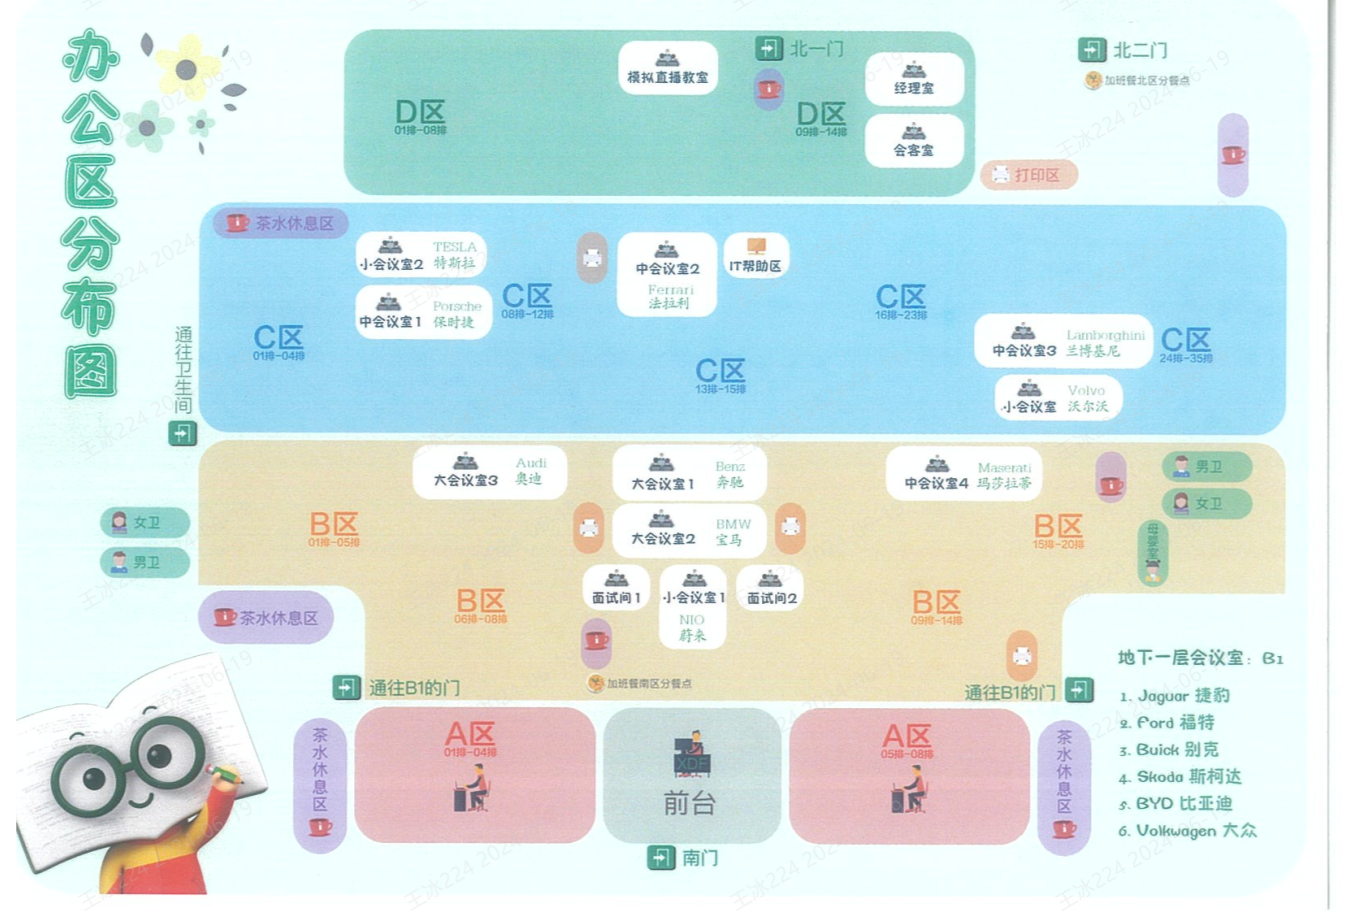 办公区分布图
模拟直播教室
北一门
北二门
加班餐北区分餐点
D区
01排-08排
D区
09排-14排
经理室
会客室
打印区
茶水休息区
小会议室2
TESLA
特斯拉
中会议室1
Porsche
保时捷
C区
08排-12排
中会议室2
Ferrari
法拉利
IT帮助区
C区
16排-23排
C区
01排-04排
C区
13排-15排
中会议室3
Lamborghini
兰博基尼
C区
24排-35排
小会议室
Volvo
沃尔沃
通往卫生间
大会议室3
Audi
奥迪
大会议室1
Benz
奔驰
中会议室4
Maserati
玛莎拉蒂
男卫
女卫
母婴室
女卫
男卫
B区
01排-05排
大会议室2
BMW
宝马
B区
15排-20排
面试间1
小会议室1
NIO
蔚来
面试间2
B区
06排-08排
B区
09排-14排
茶水休息区
加班餐南区分餐点
通往B1的门
通往B1的门
地下一层会议室：B1
1. Jaguar 捷豹
2. Ford 福特
3. Buick 别克
4. Skoda 斯柯达
5. BYD 比亚迪
6. Volkwagen 大众
茶水休息区
A区
01排-04排
XDF
前台
A区
05排-08排
茶水休息区
南门
王冰224 2024-06-19